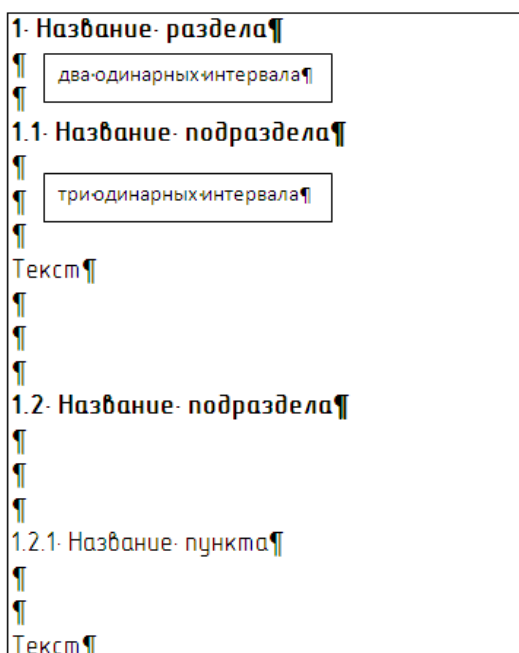 1· Название· раздела¶
¶
два·одинарных·интервала¶
¶
1.1· Название· подраздела¶
¶
¶
три·одинарных·интервала¶
¶
Текст¶
¶
¶
¶
1.2· Название· подраздела¶
¶
¶
¶
1.2.1· Название· пункта¶
¶
¶
Текст¶